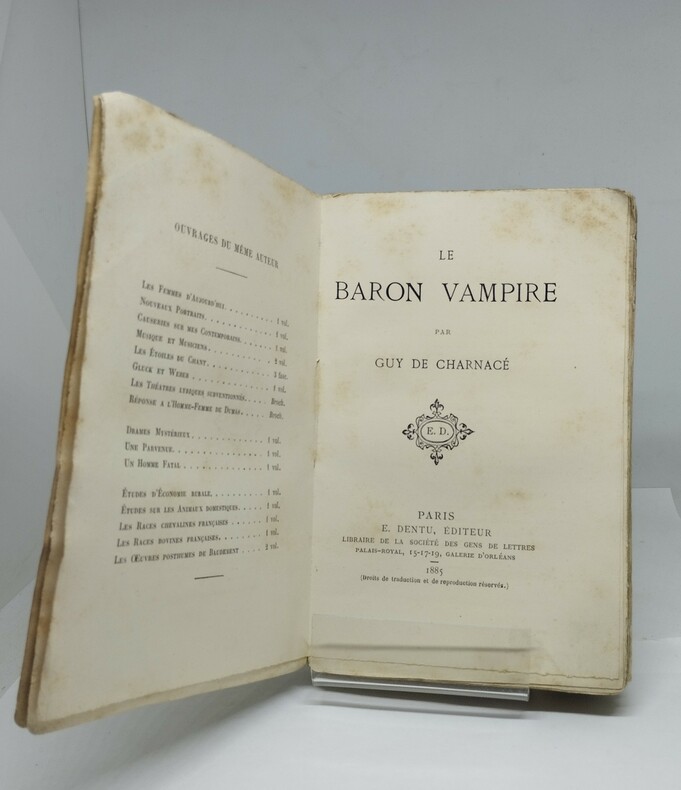 OUVRAGES DU MÊME AUTEUR
LES FEMMES D'AUJOURD'HUI. . . . . . . . . 1 vol.
NOUVEAUX PORTRAITS. . . . . . . . . . . 1 vol.
CAUSERIES SUR MES CONTEMPORAINS. . . . . . 1 vol.
MUSIQUE ET MUSICIENS. . . . . . . . . . vol.
LES ÉTOILES DU CHANT. . . . . . . . . . 3 fasc.
GLUCK ET WEBER . . . . . . . . . . . 1 vol.
LES THÉATRES LYRIQUES SUBVENTIONNÉS. . . . Broch.
RÉPONSE A L'HOMME-FEMME DE DUMAS. . . . . Broch.
DRAMES MYSTÉRIEUX . . . . . . . . . . . 1 vol.
UNE PARVENUE. . . . . . . . . . . . . 1 vol.
UN HOMME FATAL . . . . . . . . . . . . 1 vol.
ÉTUDES D'ÉCONOMIE RURALE. . . . . . . . . 1 vol.
ÉTUDES SUR LES ANIMAUX DOMESTIQUES. . . . . 1 vol.
LES RACES CHEVALINES FRANÇAISES . . . . . . vol.
LES RACES BOVINES FRANÇAISES. . . . . . . 1 vol.
LES ŒUVRES POSTHUMES DE BAUDEMENT . . . . vol.
LE
BARON VAMPIRE
PAR
GUY DE CHARNACÉ
E. D.
PARIS
E. DENTU, ÉDITEUR
LIBRAIRE DE LA SOCIÉTÉ DES GENS DE LETTRES
PALAIS-ROYAL, 15-17-19, GALERIE D'ORLÉANS
1885
(Droits de traduction et de reproduction réservés.)